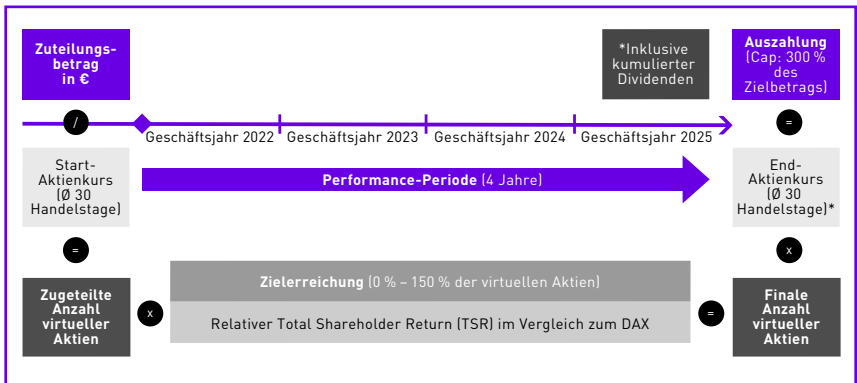 Zuteilungs-
betrag
in €
*Inklusive
kumulierter
Dividenden
Auszahlung
(Cap: 300 %
des
Zielbetrags)
/
=
Geschäftsjahr 2022
Geschäftsjahr 2023
Geschäftsjahr 2024
Geschäftsjahr 2025
Start-
Aktienkurs
(Ø 30
Handelstage)
Performance-Periode (4 Jahre)
End-
Aktienkurs
(Ø 30
Handelstage)*
=
x
Zugeteilte
Anzahl
virtueller
Aktien
x
Zielerreichung (0 % – 150 % der virtuellen Aktien)
Relativer Total Shareholder Return (TSR) im Vergleich zum DAX
=
Finale
Anzahl
virtueller
Aktien